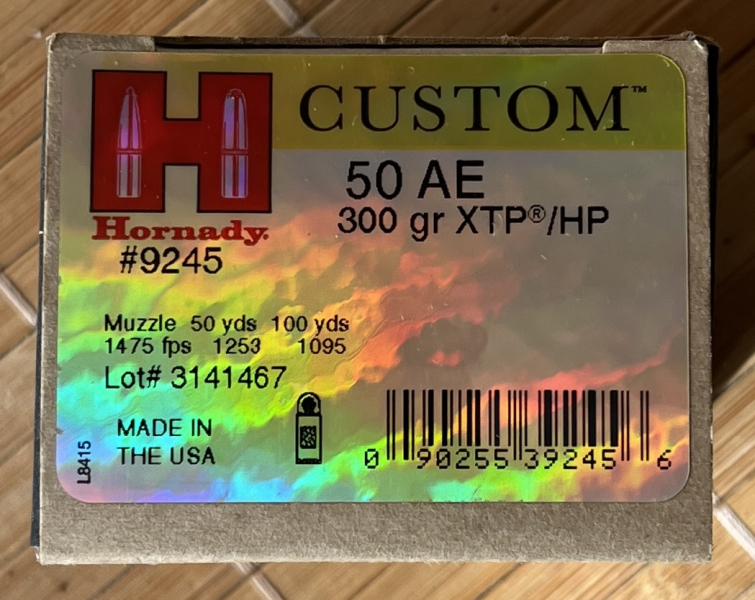 CUSTOM™
50 AE
300 gr XTP®/HP
H
Hornady.
#9245
Muzzle 50 yds 100 yds
1475 fps 1253 1095
Lot# 3141467
MADE IN
THE USA
L8415
0 90255 39245 6